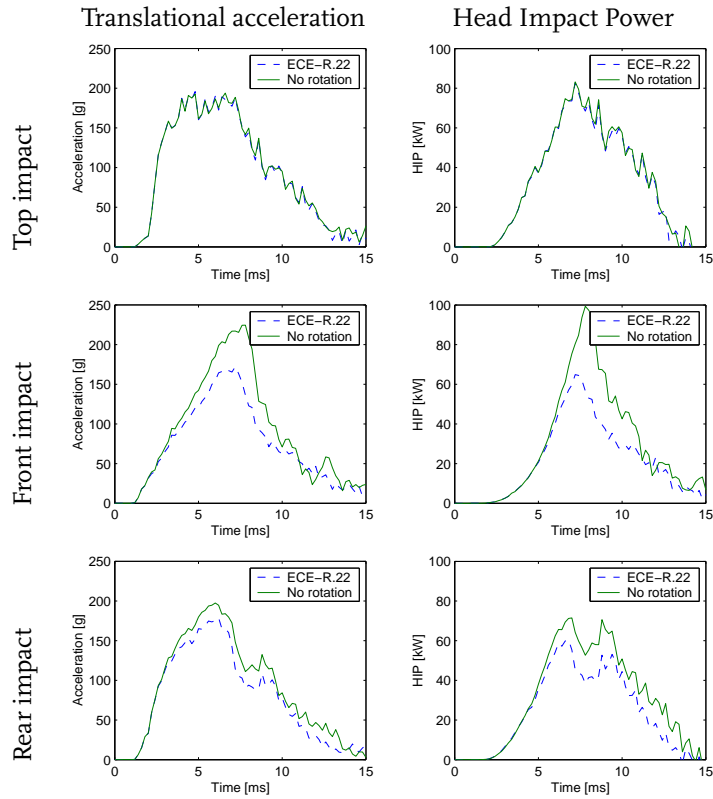 Translational acceleration
Head Impact Power
Top impact
250
200
150
100
50
0
Acceleration [g]
ECE−R.22
No rotation
0 5 10 15
Time [ms]
100
80
60
40
20
0
HIP [kW]
ECE−R.22
No rotation
0 5 10 15
Time [ms]
Front impact
250
200
150
100
50
0
Acceleration [g]
ECE−R.22
No rotation
0 5 10 15
Time [ms]
100
80
60
40
20
0
HIP [kW]
ECE−R.22
No rotation
0 5 10 15
Time [ms]
Rear impact
250
200
150
100
50
0
Acceleration [g]
ECE−R.22
No rotation
0 5 10 15
Time [ms]
100
80
60
40
20
0
HIP [kW]
ECE−R.22
No rotation
0 5 10 15
Time [ms]